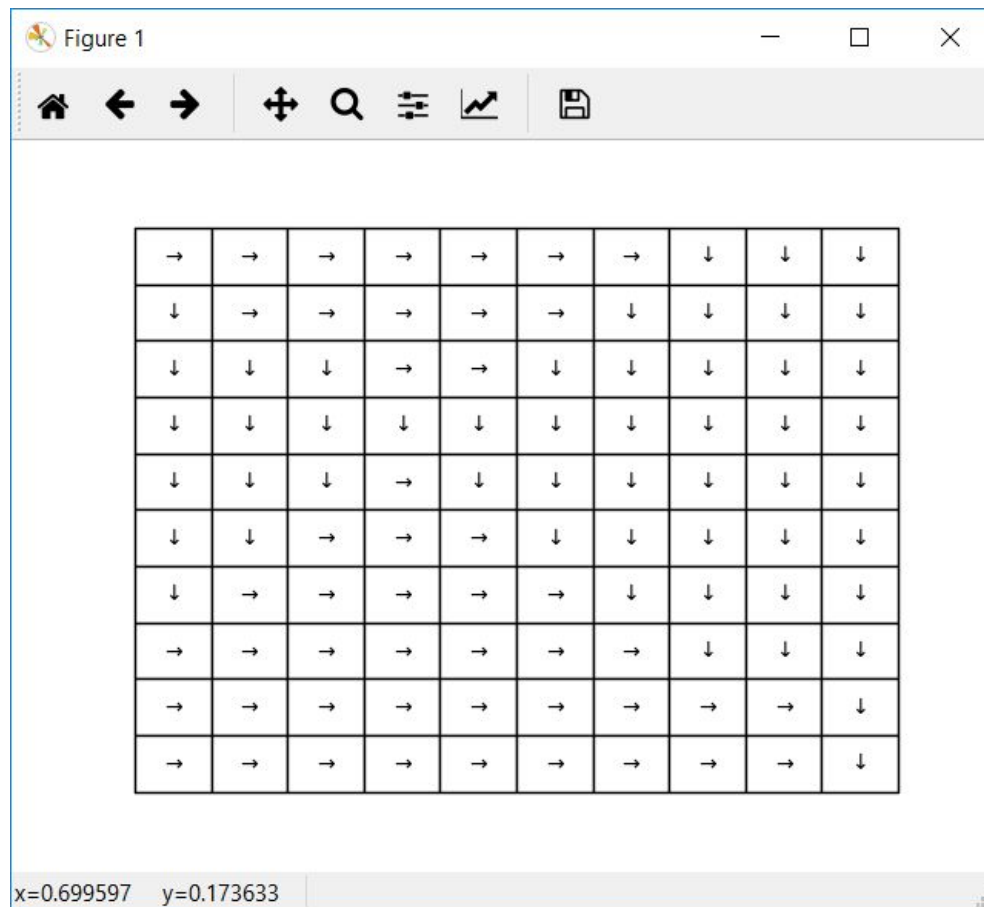 Figure 1
→ → → → → → → ↓ ↓ ↓
↓ → → → → → ↓ ↓ ↓ ↓
↓ ↓ ↓ → → ↓ ↓ ↓ ↓ ↓
↓ ↓ ↓ ↓ ↓ ↓ ↓ ↓ ↓ ↓
↓ ↓ ↓ → ↓ ↓ ↓ ↓ ↓ ↓
↓ ↓ → → → ↓ ↓ ↓ ↓ ↓
↓ → → → → → ↓ ↓ ↓ ↓
→ → → → → → → ↓ ↓ ↓
→ → → → → → → → → ↓
→ → → → → → → → → ↓
x=0.699597 y=0.173633